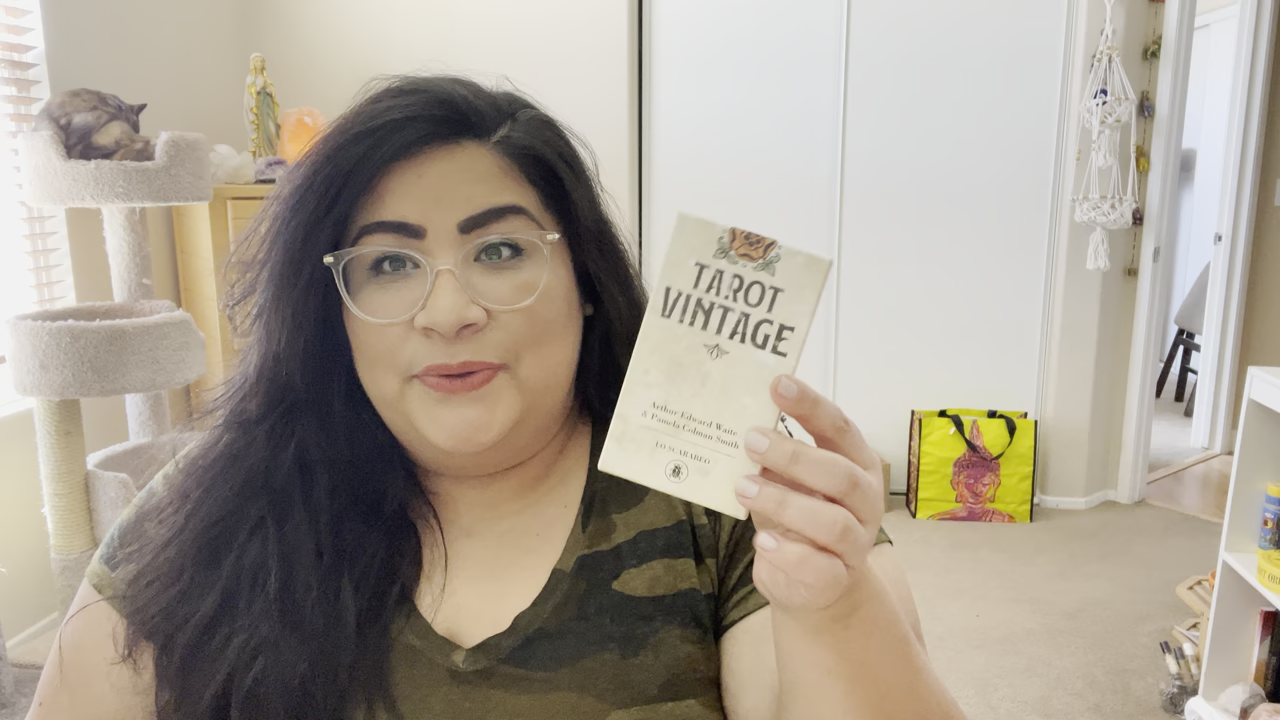 TAROT
VINTAGE
Arthur Edward Waite
& Pamela Colman Smith
LO SCARABEO